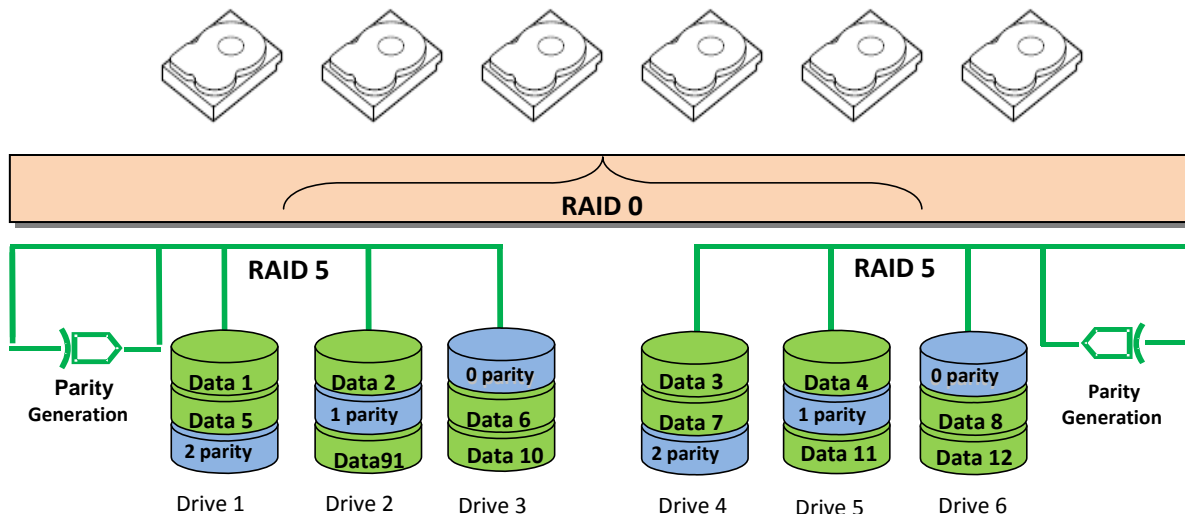 RAID 0
RAID 5
RAID 5
Data 1
Data 2
0 parity
Data 3
Data 4
0 parity
Parity
Generation
Data 5
1 parity
Data 6
Data 7
1 parity
Data 8
Parity
Generation
2 parity
Data91
Data 10
2 parity
Data 11
Data 12
Drive 1
Drive 2
Drive 3
Drive 4
Drive 5
Drive 6